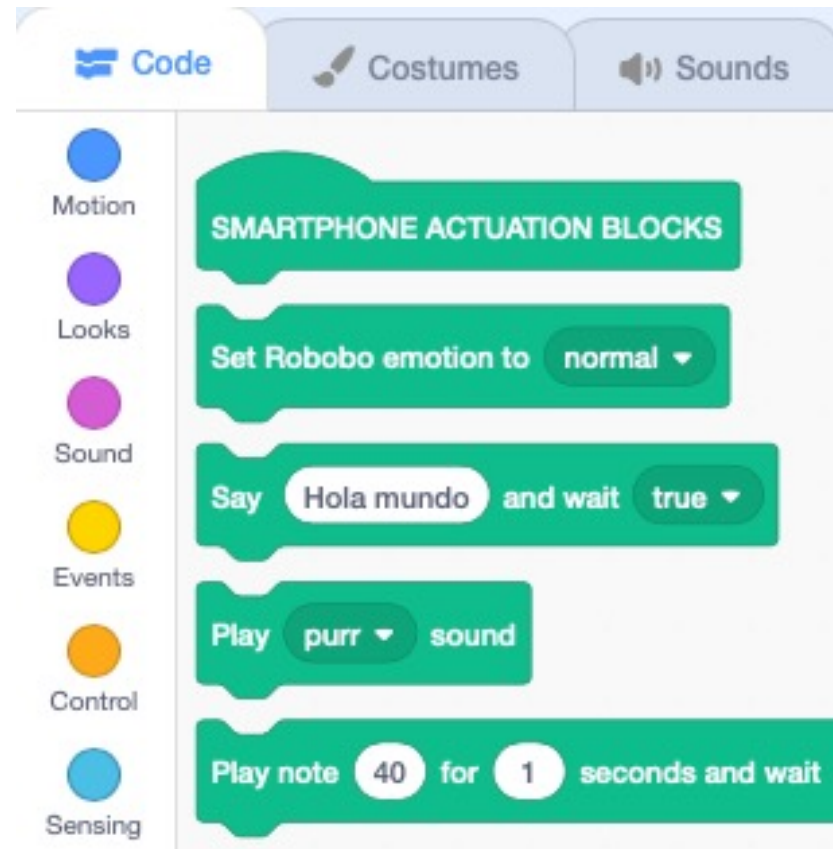 Code
Costumes
Sounds
Motion
Looks
Sound
Events
Control
Sensing
SMARTPHONE ACTUATION BLOCKS
Set Robobo emotion to normal
Say Hola mundo and wait true
Play purr sound
Play note 40 for 1 seconds and wait